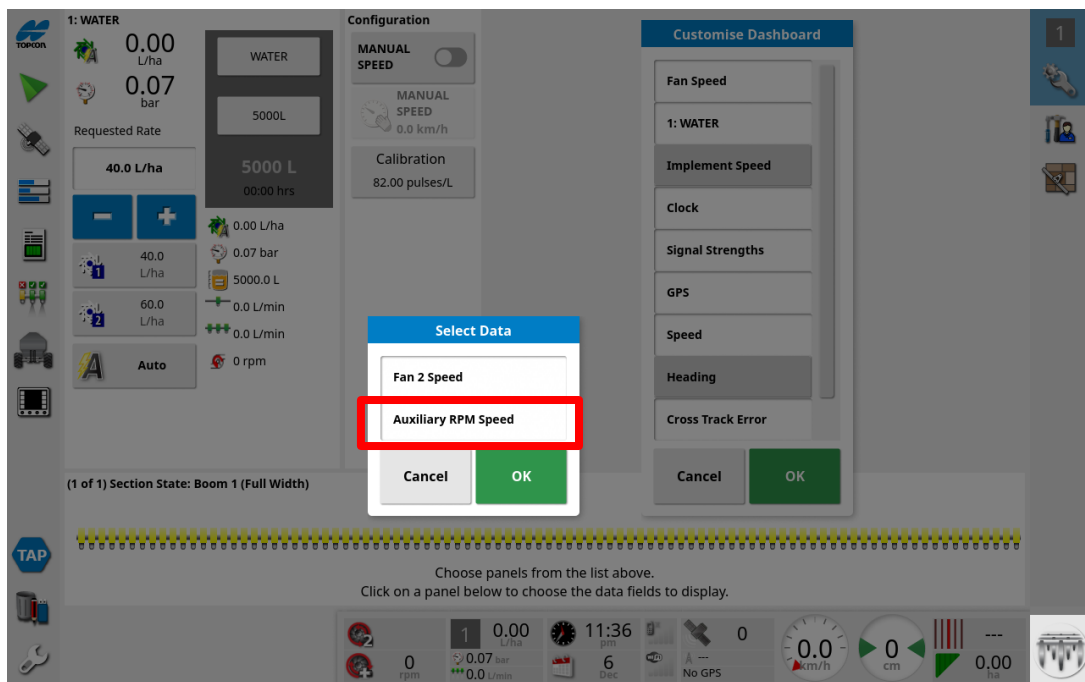 TOPCON
1: WATER
0.00
L/ha
0.07
bar
Requested Rate
40.0 L/ha
1
40.0
L/ha
2
60.0
L/ha
A
Auto
WATER
5000L
5000 L
00:00 hrs
0.00 L/ha
0.07 bar
5000.0 L
0.0 L/min
0.0 L/min
0 rpm
Configuration
MANUAL
SPEED
MANUAL
SPEED
0.0 km/h
Calibration
82.00 pulses/L
Customise Dashboard
Fan Speed
1: WATER
Implement Speed
Clock
Signal Strengths
GPS
Speed
Heading
Cross Track Error
Cancel
OK
1
Select Data
Fan 2 Speed
Auxiliary RPM Speed
Cancel
OK
(1 of 1) Section State: Boom 1 (Full Width)
TAP
Choose panels from the list above.
Click on a panel below to choose the data fields to display.
2
3
0
rpm
1
0.00
L/ha
0.07 bar
0.0 L/min
11:36
pm
6
Dec
0
---
No GPS
0.0
km/h
0
cm
---
0.00
ha